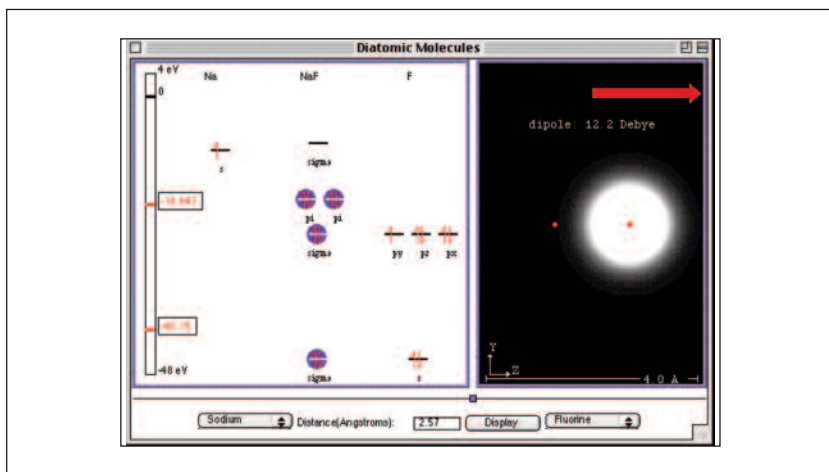 Diatomic Molecules
4 eV
0
Na NaF F
dipole: 12.2 Debye
s
sigma
pi pi
sigma
py pz px
sigma
s
-48 eV
Y
Z
4.0 A
Sodium Distance(Angstroms): 2.57 Display Fluorine